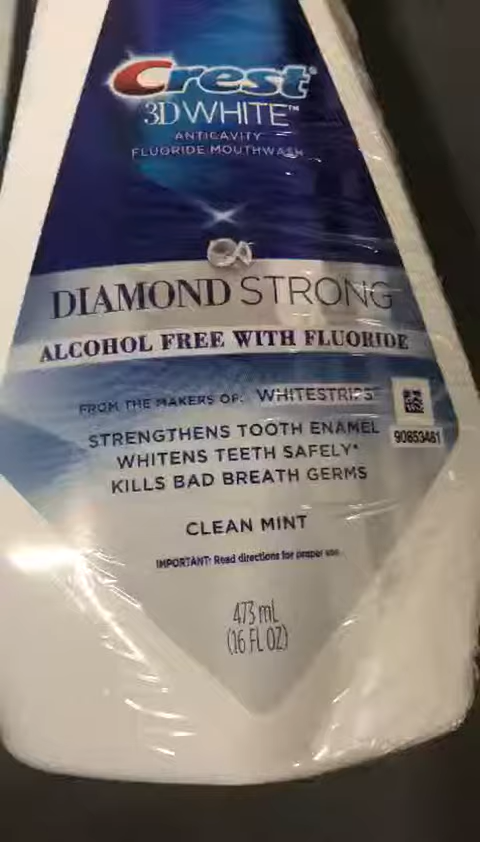 Crest®
3D WHITE™
ANTICAVITY
FLUORIDE MOUTHWASH
DIAMOND STRONG
ALCOHOL FREE WITH FLUORIDE
FROM THE MAKERS OF: WHITESTRIPS®
STRENGTHENS TOOTH ENAMEL
WHITENS TEETH SAFELY*
KILLS BAD BREATH GERMS
90853481
CLEAN MINT
IMPORTANT: Read directions for proper use.
473 mL
(16 FL OZ)